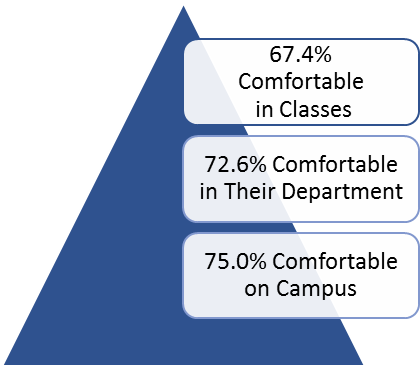 67.4%
Comfortable
in Classes
72.6% Comfortable
in Their Department
75.0% Comfortable
on Campus